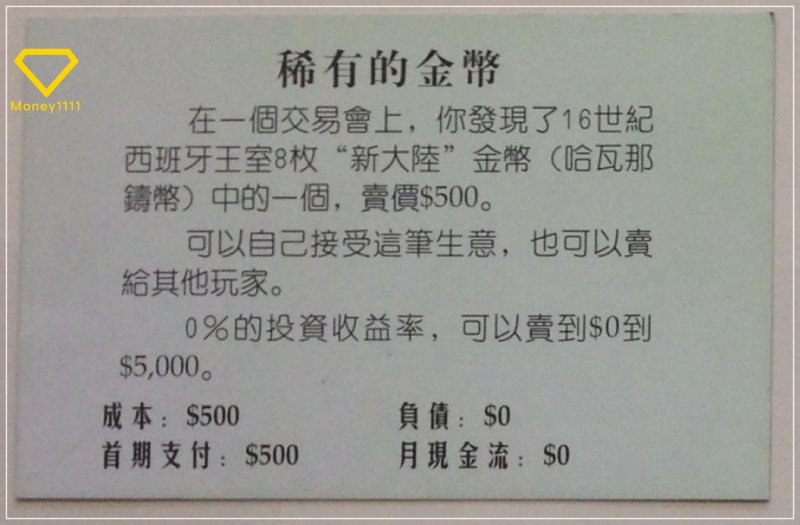 Money1111
稀有的金幣
在一個交易會上，你發現了16世紀
西班牙王室8枚“新大陸”金幣（哈瓦那
鑄幣）中的一個，賣價$500。
可以自己接受這筆生意，也可以賣
給其他玩家。
0%的投資收益率，可以賣到$0到
$5,000。
成本：$500 負債：$0
首期支付：$500 月現金流：$0